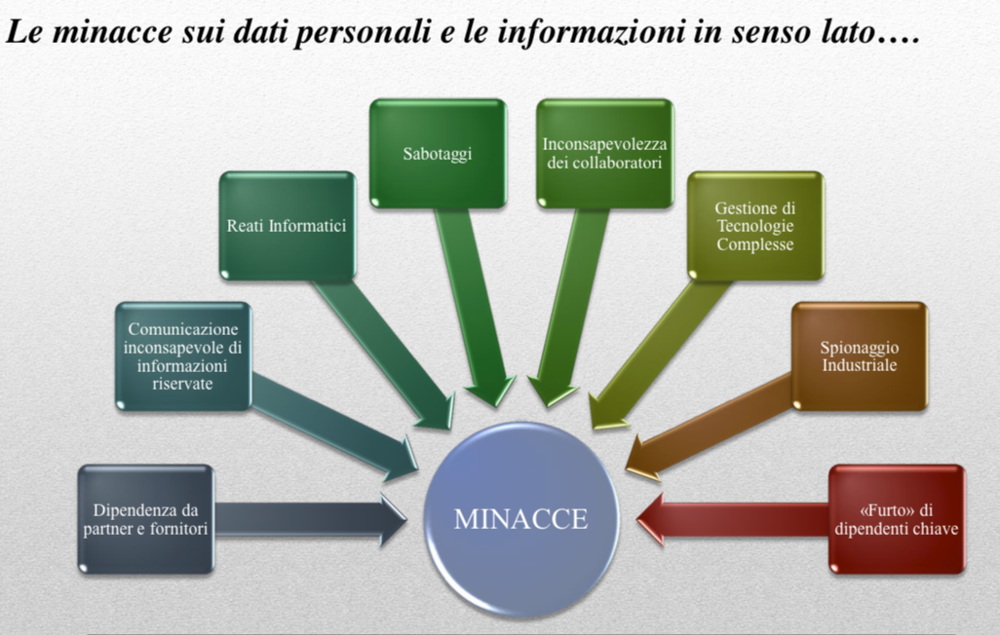 Le minacce sui dati personali e le informazioni in senso lato….
Sabotaggi
Inconsapevolezza
dei collaboratori
Reati Informatici
Gestione di
Tecnologie
Complesse
Comunicazione
inconsapevole di
informazioni
riservate
Spionaggio
Industriale
Dipendenza da
partner e fornitori
MINACCE
«Furto» di
dipendenti chiave